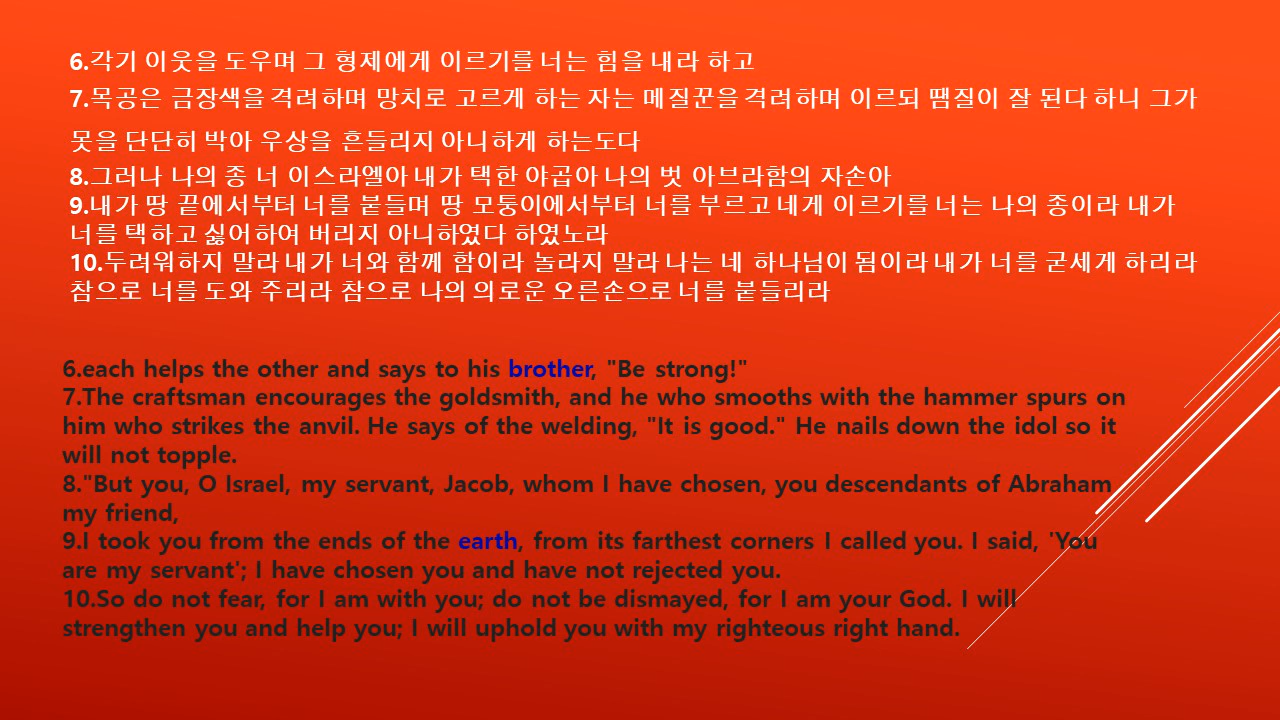 6.각기 이웃을 도우며 그 형제에게 이르기를 너는 힘을 내라 하고
7.목공은 금장색을 격려하며 망치로 고르게 하는 자는 메질꾼을 격려하며 이르되 땜질이 잘 된다 하니 그가
못을 단단히 박아 우상을 흔들리지 아니하게 하는도다
8.그러나 나의 종 너 이스라엘아 내가 택한 야곱아 나의 벗 아브라함의 자손아
9.내가 땅 끝에서부터 너를 붙들며 땅 모퉁이에서부터 너를 부르고 네게 이르기를 너는 나의 종이라 내가
너를 택하고 싫어하여 버리지 아니하였다 하였노라
10.두려워하지 말라 내가 너와 함께 함이라 놀라지 말라 나는 네 하나님이 됨이라 내가 너를 굳세게 하리라
참으로 너를 도와 주리라 참으로 나의 의로운 오른손으로 너를 붙들리라
6.each helps the other and says to his brother, "Be strong!"
7.The craftsman encourages the goldsmith, and he who smooths with the hammer spurs on
him who strikes the anvil. He says of the welding, "It is good." He nails down the idol so it
will not topple.
8."But you, O Israel, my servant, Jacob, whom I have chosen, you descendants of Abraham
my friend,
9.I took you from the ends of the earth, from its farthest corners I called you. I said, 'You
are my servant'; I have chosen you and have not rejected you.
10.So do not fear, for I am with you; do not be dismayed, for I am your God. I will
strengthen you and help you; I will uphold you with my righteous right hand.